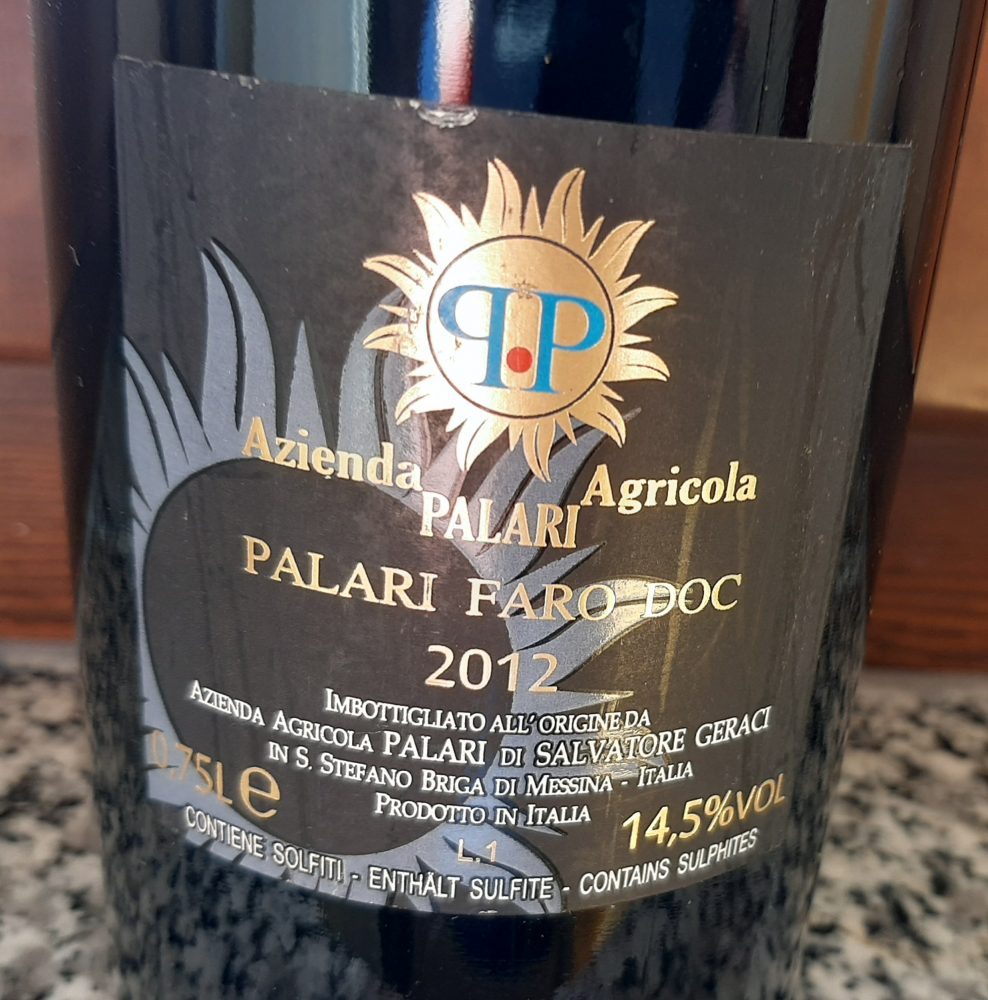 PP
Azienda Agricola
PALARI
PALARI FARO DOC
2012
IMBOTTIGLIATO ALL'ORIGINE DA
AZIENDA AGRICOLA PALARI DI SALVATORE GERACI
IN S. STEFANO BRIGA DI MESSINA - ITALIA
PRODOTTO IN ITALIA
0,75L e
14,5%VOL
L.1
CONTIENE SOLFITI - ENTHÄLT SULFITE - CONTAINS SULPHITES